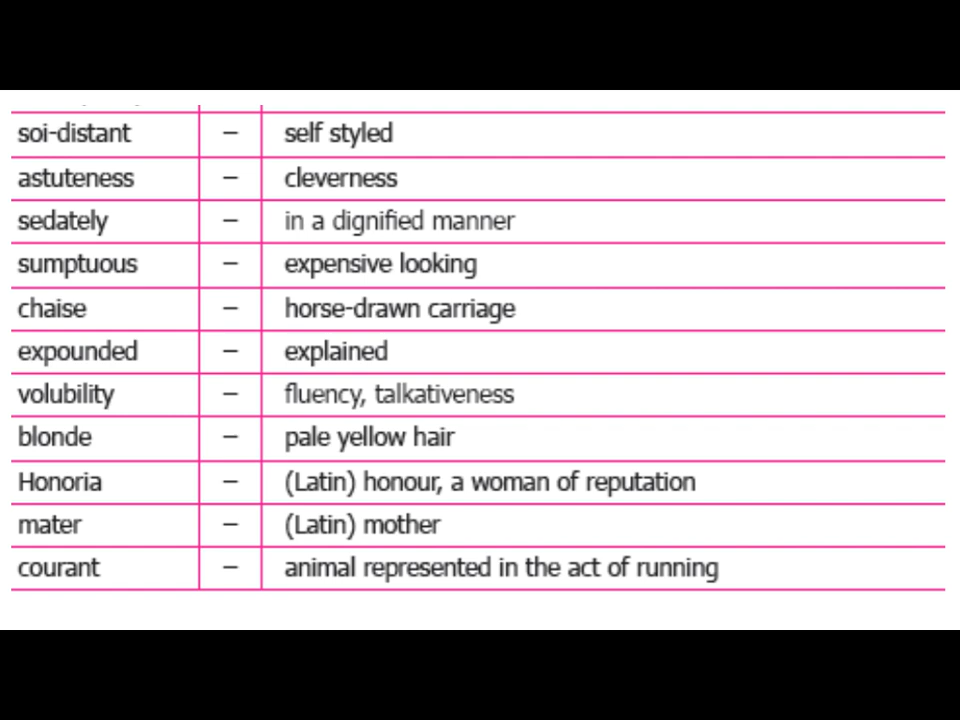 soi-distant – self styled
astuteness – cleverness
sedately – in a dignified manner
sumptuous – expensive looking
chaise – horse-drawn carriage
expounded – explained
volubility – fluency, talkativeness
blonde – pale yellow hair
Honoria – (Latin) honour, a woman of reputation
mater – (Latin) mother
courant – animal represented in the act of running